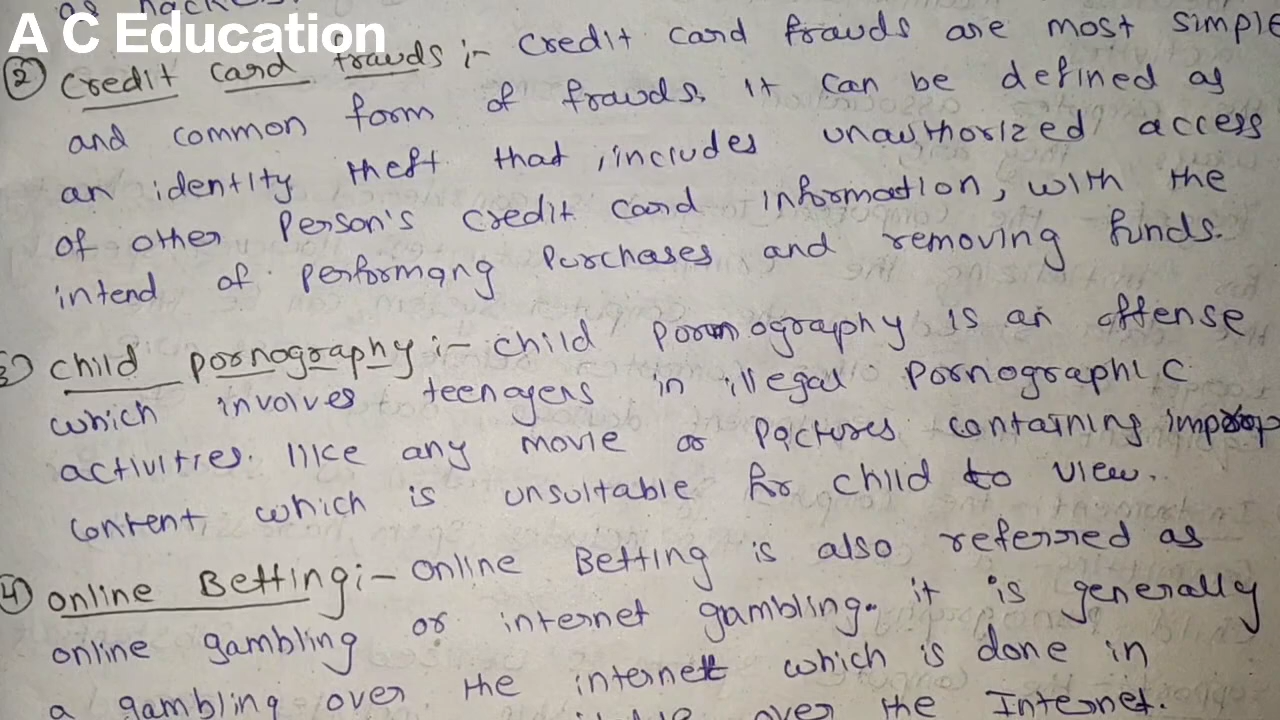 as hackers.
A C Education
② Credit Card frauds :- Credit Card frauds are most simple
and common form of frauds. It can be defined as
an identity theft that , includes unauthorized access
of other Person's Credit Card information, with the
intend of performang Purchases and removing funds.
child pornography :- child pornography is an offense
which involves teenagers in illegal Pornographic
activities. like any movie or Pactures containing improp
content which is unsuitable for child to view..
④ online Betting :- online Betting is also referred as
online gambling or internet gambling. it is generally
a gambling over the internet which is done in
over the Internet.